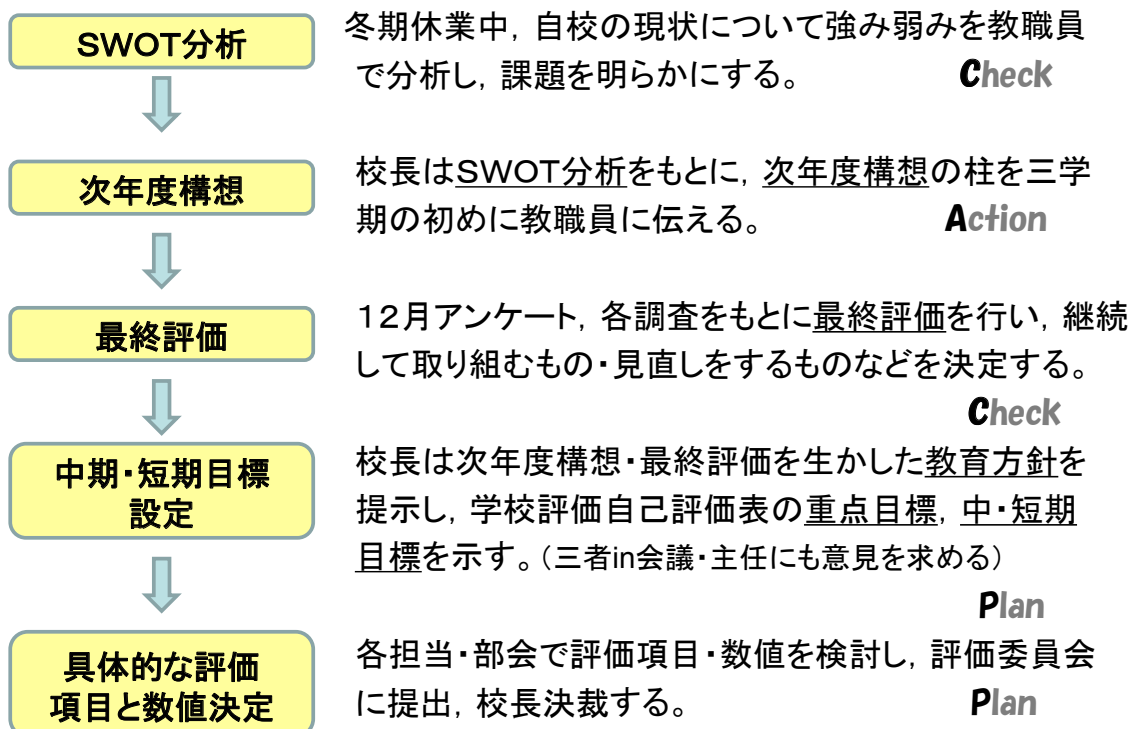 SWOT分析
冬期休業中，自校の現状について強み弱みを教職員
で分析し，課題を明らかにする。 Check
次年度構想
校長はSWOT分析をもとに，次年度構想の柱を三学
期の初めに教職員に伝える。 Action
最終評価
１２月アンケート，各調査をもとに最終評価を行い，継続
して取り組むもの・見直しをするものなどを決定する。
Check
中期・短期目標
設定
校長は次年度構想・最終評価を生かした教育方針を
提示し，学校評価自己評価表の重点目標，中・短期
目標を示す。（三者in会議・主任にも意見を求める）
Plan
具体的な評価
項目と数値決定
各担当・部会で評価項目・数値を検討し，評価委員会
に提出，校長決裁する。 Plan